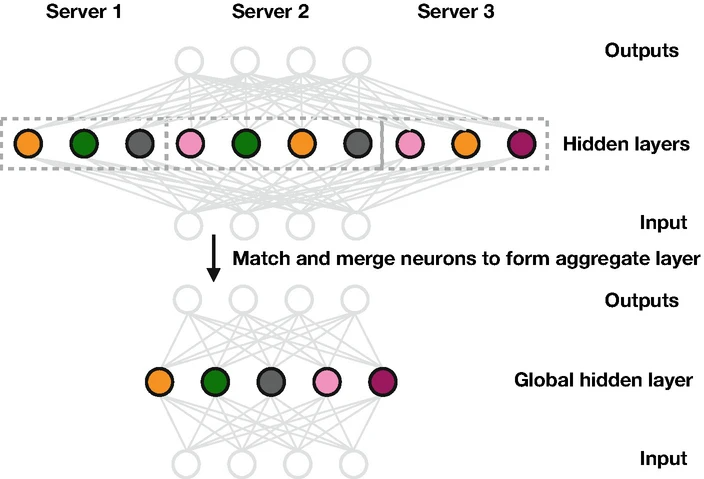 Server 1
Server 2
Server 3
Outputs
Hidden layers
Input
Match and merge neurons to form aggregate layer
Outputs
Global hidden layer
Input